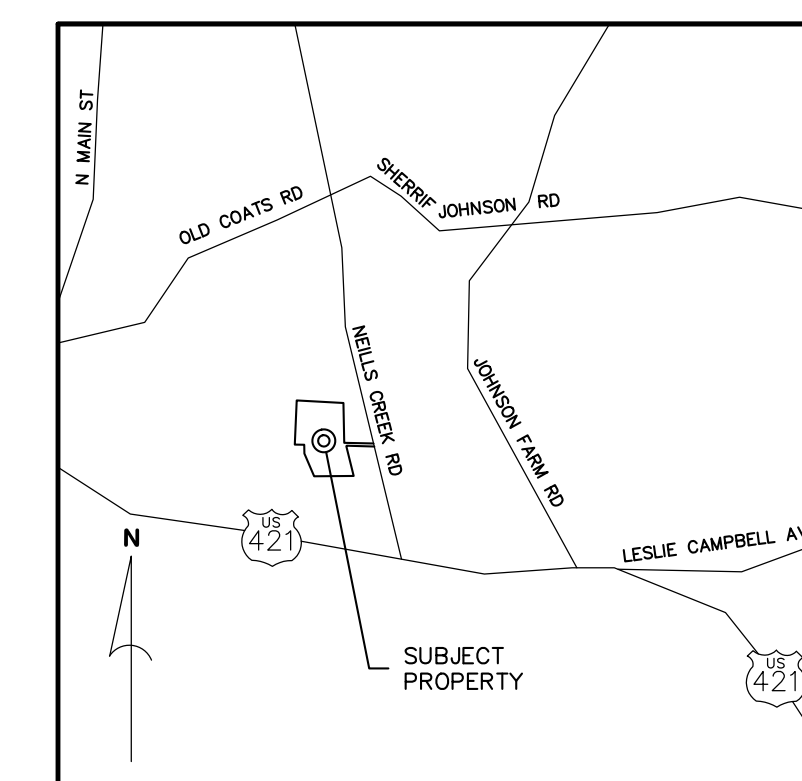 N MAIN ST
OLD COATS RD
SHERRIF JOHNSON RD
NEILLS CREEK RD
JOHNSON FARM RD
US
421
N
LESLIE CAMPBELL
SUBJECT
PROPERTY
US
421